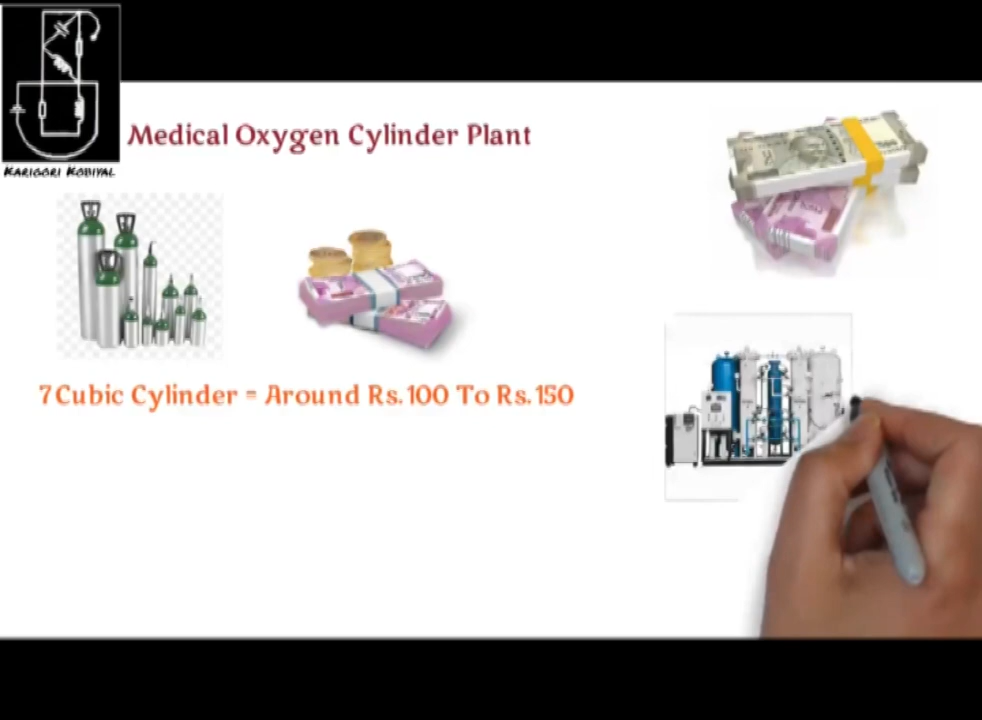 Medical Oxygen Cylinder Plant
KARIGORI KOBIYAL
7 Cubic Cylinder = Around Rs. 100 To Rs. 150